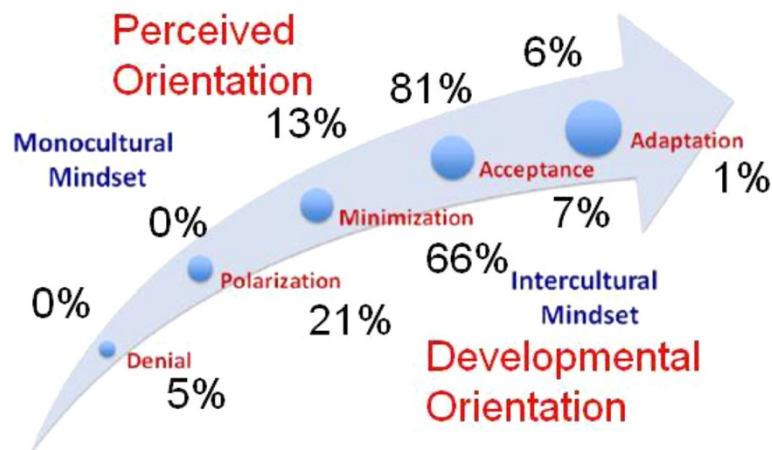 Perceived
Orientation
6%
81%
13%
Monocultural
Mindset
Adaptation
Acceptance
1%
0%
Minimization
7%
66%
Intercultural
Mindset
Polarization
0%
21%
Denial
5%
Developmental
Orientation